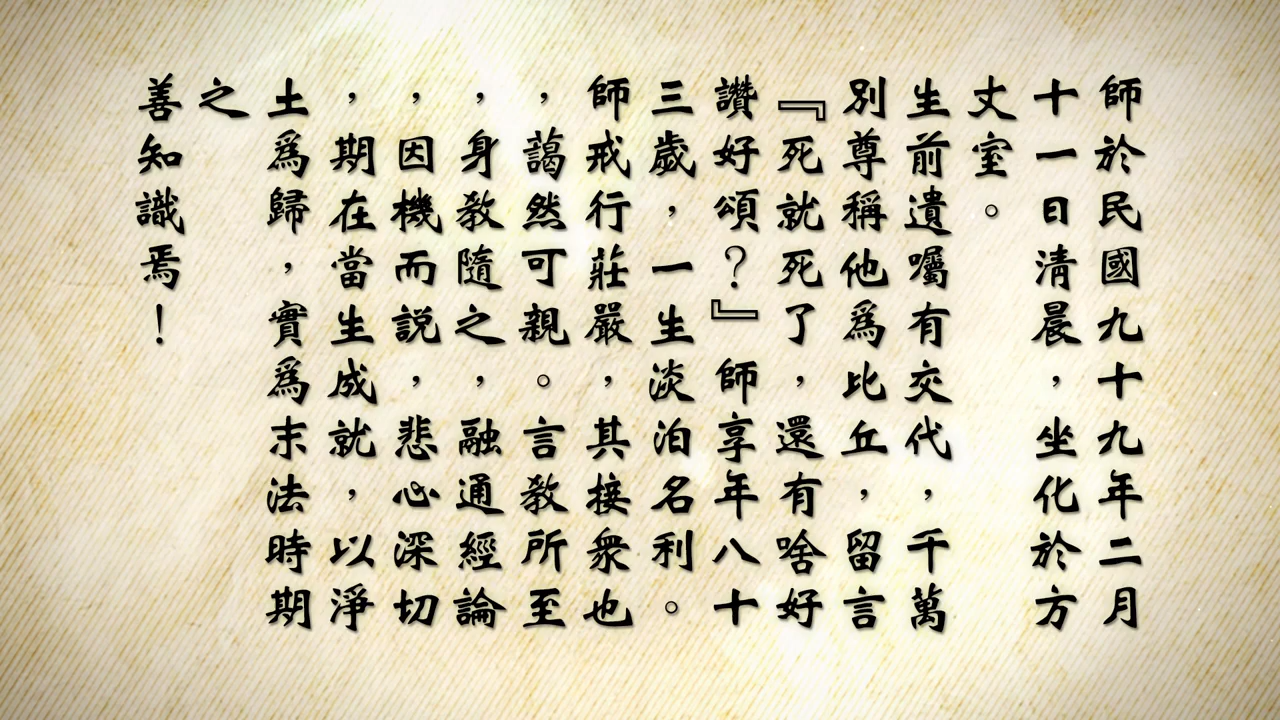 師於民國九十九年二月
十一日清晨，坐化於方
丈室。
生前遺囑有交代，千萬
別尊稱他為比丘，留言
『死就死了，還有啥好
讚好頌？』師享年八十
三歲，一生淡泊名利。
師戒行莊嚴，其接眾也
，藹然可親。言教所至
，身教隨之，融通經論
，因機而說，悲心深切
，期在當生成就，以淨
土為歸，實為末法時期
之
善知識焉！